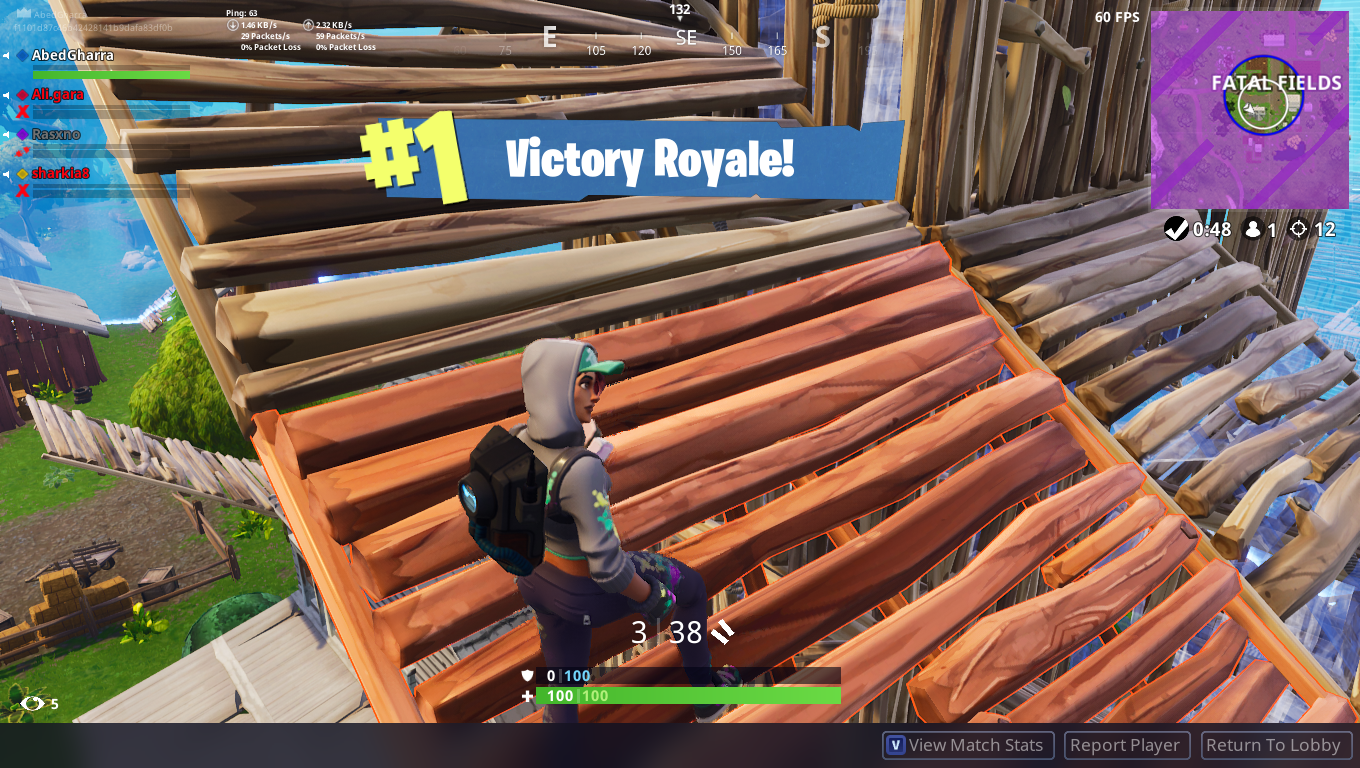 AbedGharra
Ping: 63
1.46 KB/s 2.32 KB/s
29 Packets/s 59 Packets/s
0% Packet Loss 0% Packet Loss
132
75 E 105 120 SE 150 165 S
60 FPS
AbedGharra
Ali.gara
Rasxno
sharkia8
FATAL FIELDS
#1 Victory Royale!
0:48 1 12
3 38
0 100
100 100
5
V View Match Stats Report Player Return To Lobby